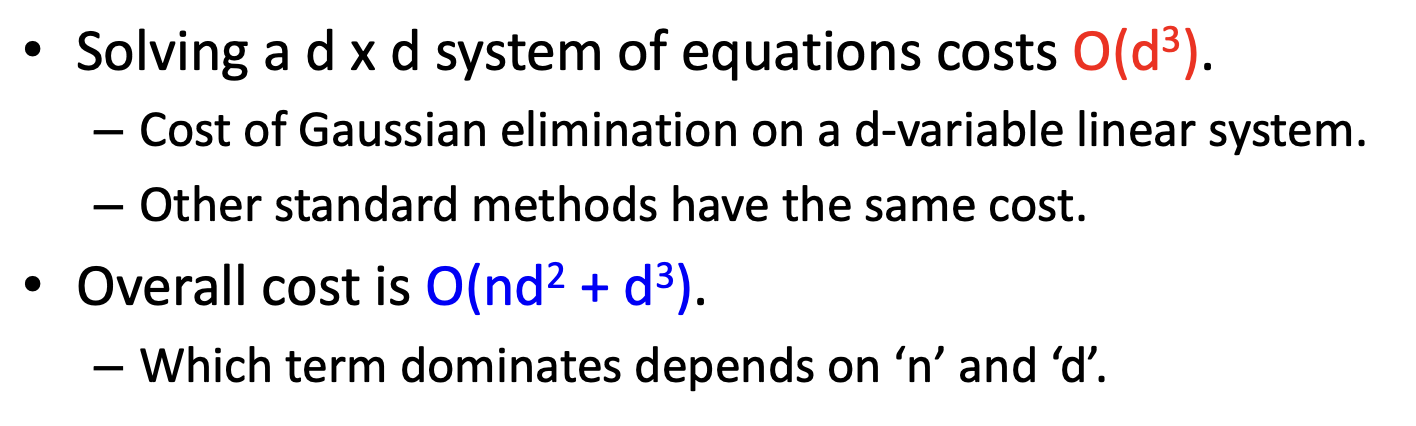 • Solving a d x d system of equations costs O(d³).
– Cost of Gaussian elimination on a d-variable linear system.
– Other standard methods have the same cost.
• Overall cost is O(nd² + d³).
– Which term dominates depends on ‘n’ and ‘d’.